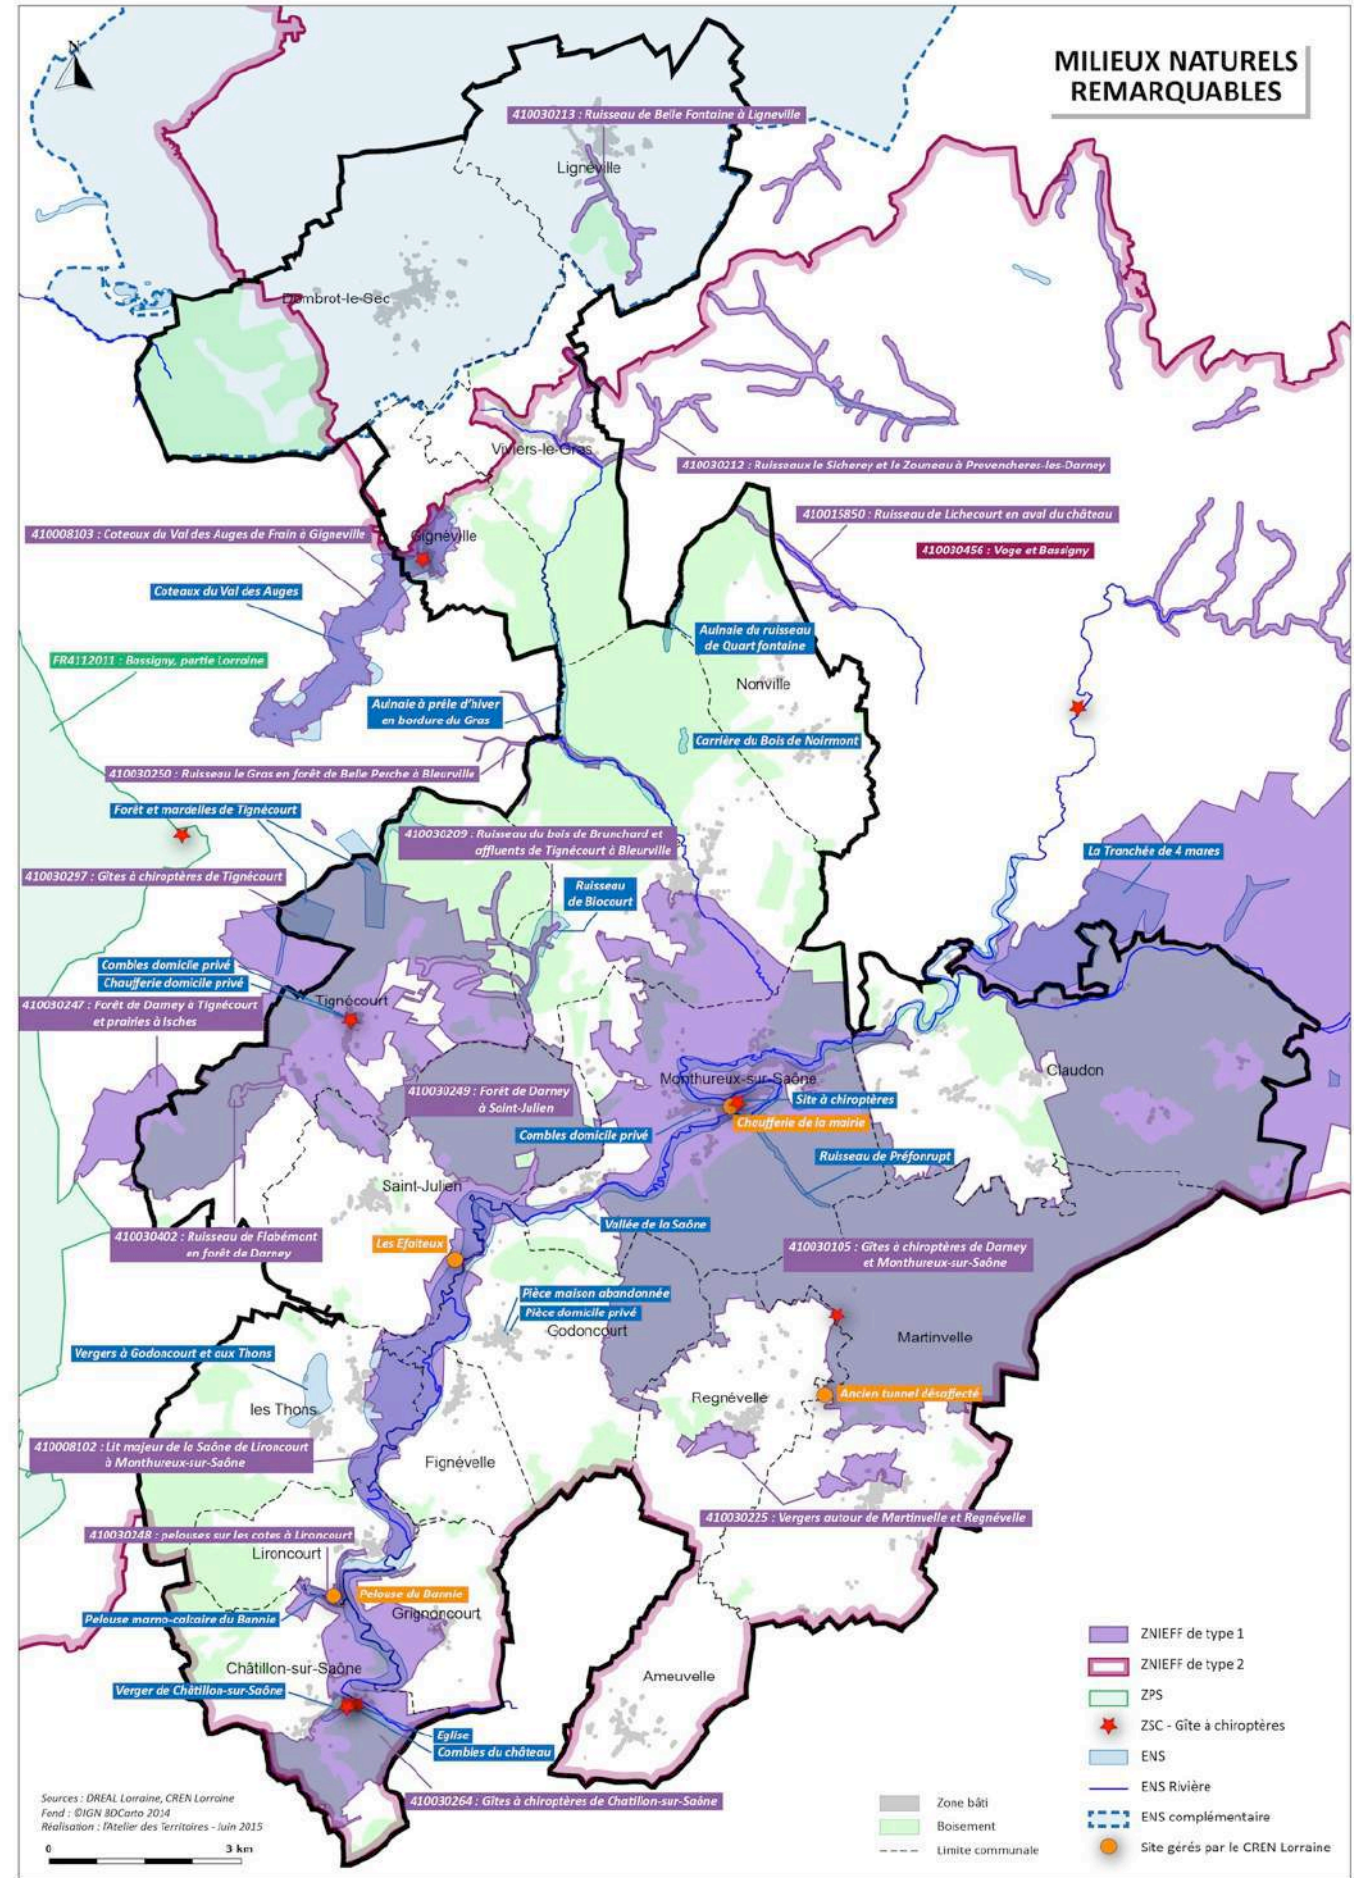 MILIEUX NATURELS
REMARQUABLES
N
410030213 : Ruisseau de Belle Fontaine à Ligneville
Lignéville
Dombrot-le-Sec
Viviers-le-Gras
410030212 : Ruisseaux le Sicherey et le Zouneau à Provencheres-les-Darney
410008103 : Coteaux du Val des Auges de Frain à Gigneville
Gignéville
410015850 : Ruisseau de Lichecourt en aval du château
410030456 : Voge et Bassigny
Coteaux du Val des Auges
Aulnaie du ruisseau
de Quart fontaine
FR4112011 : Bassigny, partie Lorraine
Nonville
Aulnaie à prêle d'hiver
en bordure du Gras
Carrière du Bois de Noirmont
410030250 : Ruisseau le Gras en forêt de Belle Perche à Bleurville
Forêt et mardelles de Tignécourt
410030209 : Ruisseau du bois de Brunchard et
affluents de Tignécourt à Bleurville
La Tranchée de 4 mares
410030297 : Gîtes à chiroptères de Tignécourt
Ruisseau
de Biocourt
Combles domicile privé
Chaufferie domicile privé
410030247 : Forêt de Darney à Tignécourt
et prairies à Isches
Tignécourt
Claudon
Monthureux-sur-Saône
410030249 : Forêt de Darney
à Saint-Julien
Site à chiroptères
Chaufferie de la mairie
Combles domicile privé
Ruisseau de Préfonrupt
Saint-Julien
Vallée de la Saône
410030402 : Ruisseau de Flabémont
en forêt de Darney
Les Efaiteux
410030105 : Gîtes à chiroptères de Darney
et Monthureux-sur-Saône
Pièce maison abandonnée
Pièce domicile privé
Godoncourt
Martinvelle
Vergers à Godoncourt et aux Thons
Ancien tunnel désaffecté
Regnévelle
les Thons
410008102 : Lit majeur de la Saône de Lironcourt
à Monthureux-sur-Saône
Fignévelle
410030225 : Vergers autour de Martinvelle et Regnévelle
410030248 : pelouses sur les cotes à Lironcourt
Lironcourt
Pelouse du Bannie
Pelouse marno-calcaire du Bannie
Grignoncourt
Châtillon-sur-Saône
Ameuvelle
Verger de Châtillon-sur-Saône
Eglise
Combles du château
410030264 : Gîtes à chiroptères de Chatillon-sur-Saône
ZNIEFF de type 1
ZNIEFF de type 2
ZPS
ZSC - Gîte à chiroptères
ENS
ENS Rivière
ENS complémentaire
Site gérés par le CREN Lorraine
Zone bâti
Boisement
Limite communale
Sources : DREAL Lorraine, CREN Lorraine
Fond : ©IGN BDCarto 2014
Réalisation : l'Atelier des Territoires - Juin 2015
0 3 km